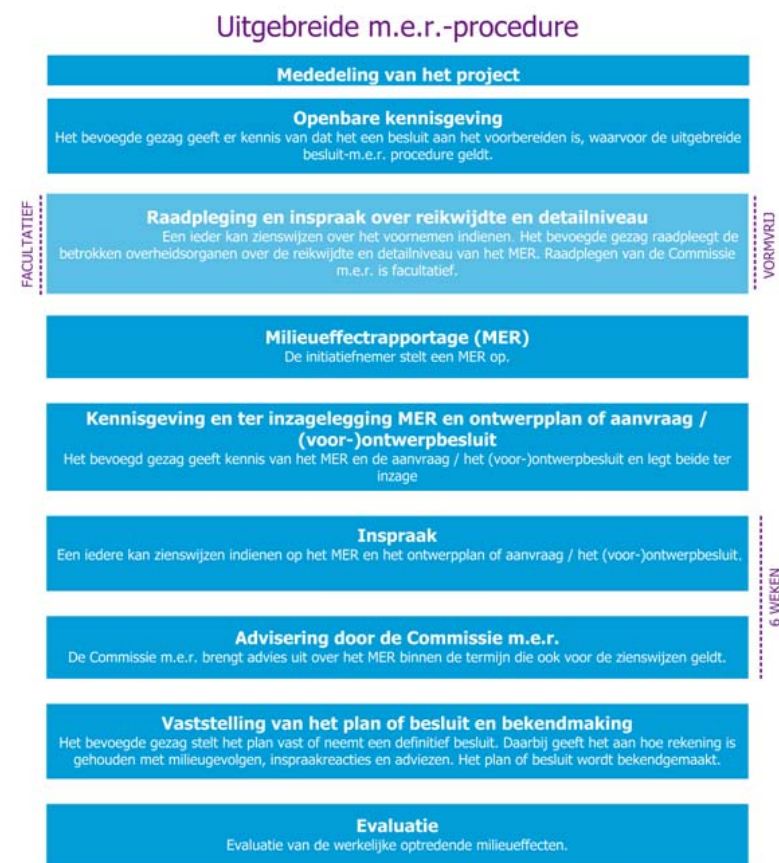 Uitgebreide m.e.r.-procedure
Mededeling van het project
Openbare kennisgeving
Het bevoegde gezag geeft er kennis van dat het een besluit aan het voorbereiden is, waarvoor de uitgebreide
besluit-m.e.r. procedure geldt.
FACULTATIEF
Raadpleging en inspraak over reikwijdte en detailniveau
Een ieder kan zienswijzen over het voornemen indienen. Het bevoegde gezag raadpleegt de
betrokken overheidsorganen over de reikwijdte en detailniveau van het MER. Raadplegen van de Commissie
m.e.r. is facultatief.
VORMVRIJ
Milieueffectrapportage (MER)
De initiatiefnemer stelt een MER op.
Kennisgeving en ter inzagelegging MER en ontwerpplan of aanvraag /
(voor-)ontwerpbesluit
Het bevoegd gezag geeft kennis van het MER en de aanvraag / het (voor-)ontwerpbesluit en legt beide ter
inzage
Inspraak
Een iedere kan zienswijzen indienen op het MER en het ontwerpplan of aanvraag / het (voor-)ontwerpbesluit.
6 WEKEN
Advisering door de Commissie m.e.r.
De Commissie m.e.r. brengt advies uit over het MER binnen de termijn die ook voor de zienswijzen geldt.
Vaststelling van het plan of besluit en bekendmaking
Het bevoegde gezag stelt het plan vast of neemt een definitief besluit. Daarbij geeft het aan hoe rekening is
gehouden met milieugevolgen, inspraakreacties en adviezen. Het plan of besluit wordt bekendgemaakt.
Evaluatie
Evaluatie van de werkelijke optredende milieueffecten.